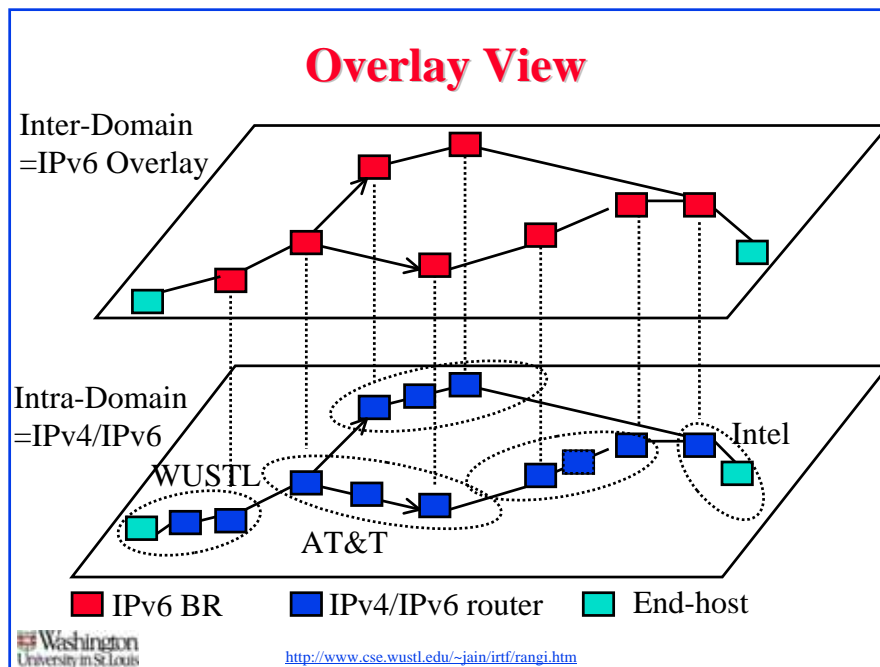 Overlay View
Inter-Domain
=IPv6 Overlay
Intra-Domain
=IPv4/IPv6
WUSTL
AT&T
Intel
IPv6 BR
IPv4/IPv6 router
End-host
Washington
University in St. Louis
http://www.cse.wustl.edu/~jain/irtf/rangi.htm